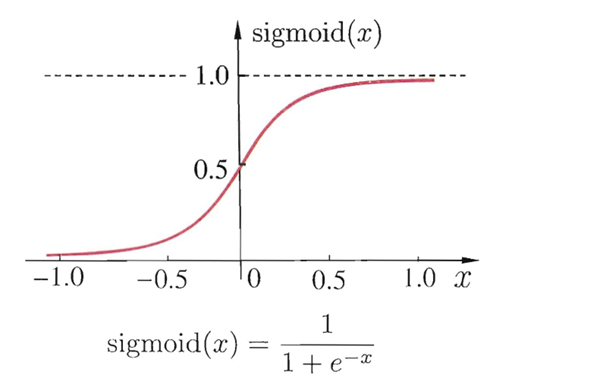 sigmoid(x)
1.0
0.5
−1.0 −0.5 0 0.5 1.0 x
sigmoid(x) = 1 / (1 + e^{−x})